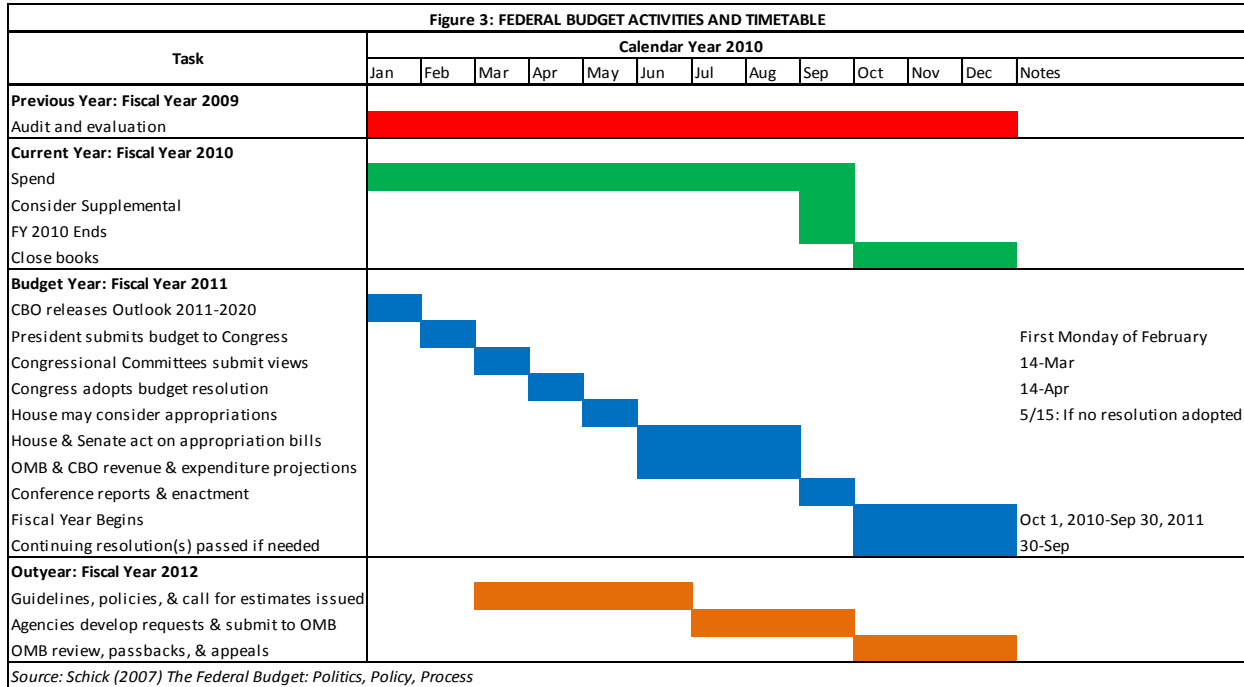 Figure 3: FEDERAL BUDGET ACTIVITIES AND TIMETABLE
Task
Calendar Year 2010
Jan Feb Mar Apr May Jun Jul Aug Sep Oct Nov Dec Notes
Previous Year: Fiscal Year 2009
Audit and evaluation
Current Year: Fiscal Year 2010
Spend
Consider Supplemental
FY 2010 Ends
Close books
Budget Year: Fiscal Year 2011
CBO releases Outlook 2011-2020
President submits budget to Congress First Monday of February
Congressional Committees submit views 14-Mar
Congress adopts budget resolution 14-Apr
House may consider appropriations 5/15: If no resolution adopted
House & Senate act on appropriation bills
OMB & CBO revenue & expenditure projections
Conference reports & enactment
Fiscal Year Begins Oct 1, 2010-Sep 30, 2011
Continuing resolution(s) passed if needed 30-Sep
Outyear: Fiscal Year 2012
Guidelines, policies, & call for estimates issued
Agencies develop requests & submit to OMB
OMB review, passbacks, & appeals
Source: Schick (2007) The Federal Budget: Politics, Policy, Process